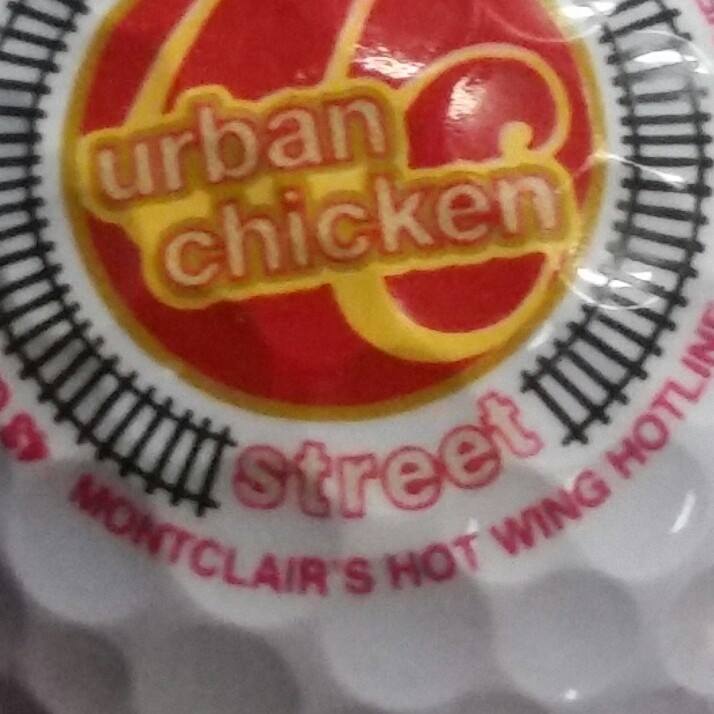 urban
chicken
street
MONTCLAIR'S HOT WING HOTLINE